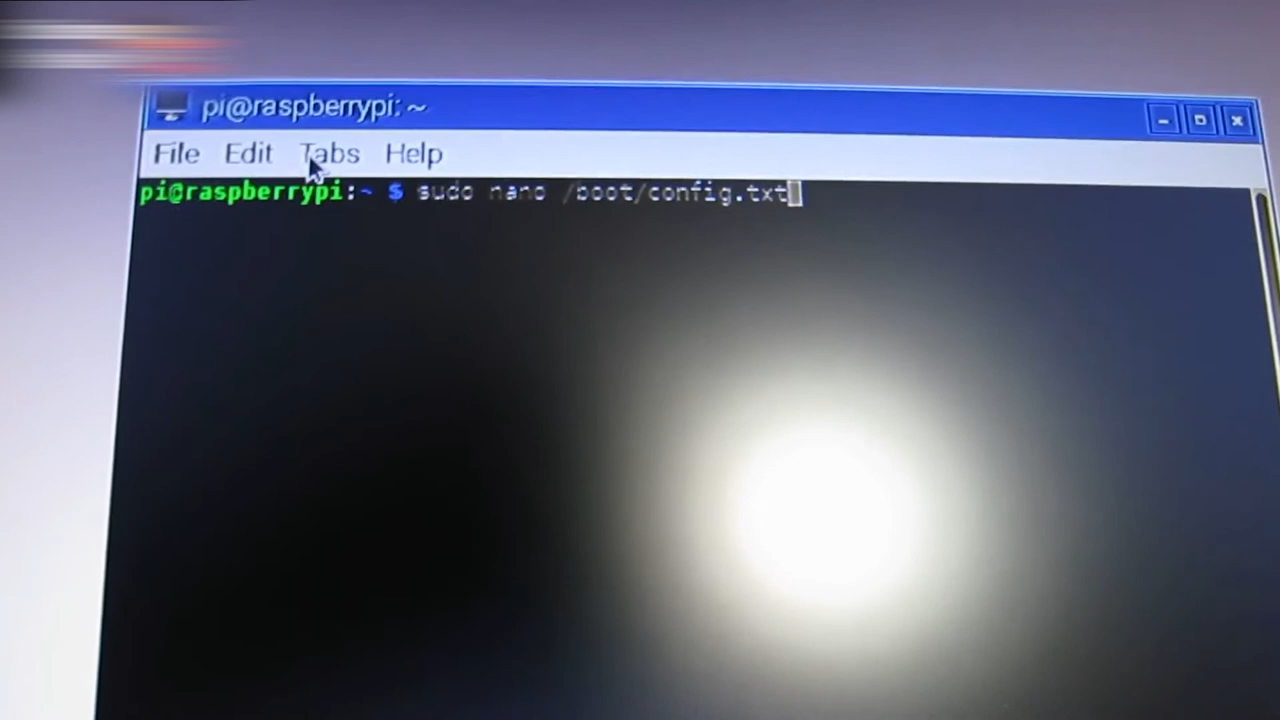 pi@raspberrypi: ~
File Edit Tabs Help
pi@raspberrypi:~ $ sudo nano /boot/config.txt